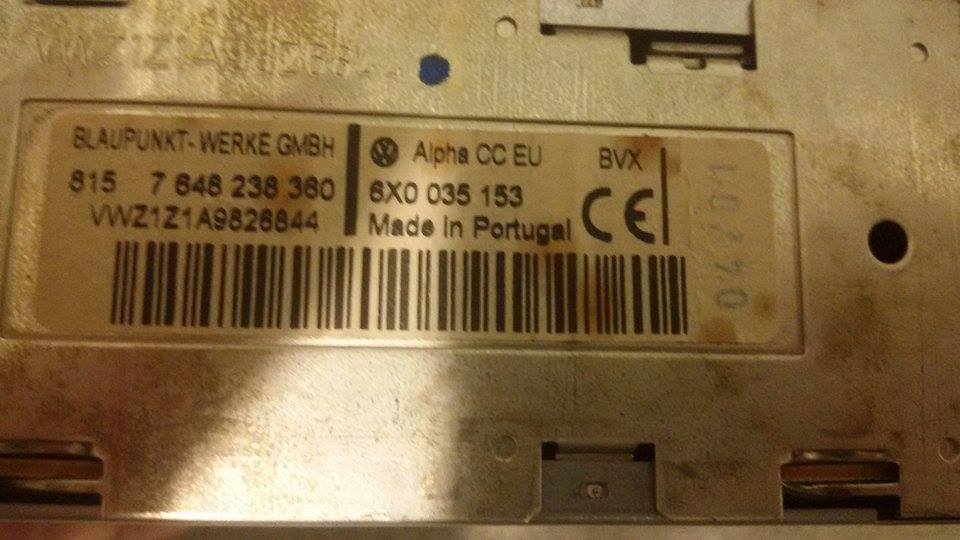 BLAUPUNKT-WERKE GMBH
815 7 648 238 360
VWZ1Z1A9826844
Alpha CC EU BVX
6X0 035 153
Made in Portugal CE
04/01